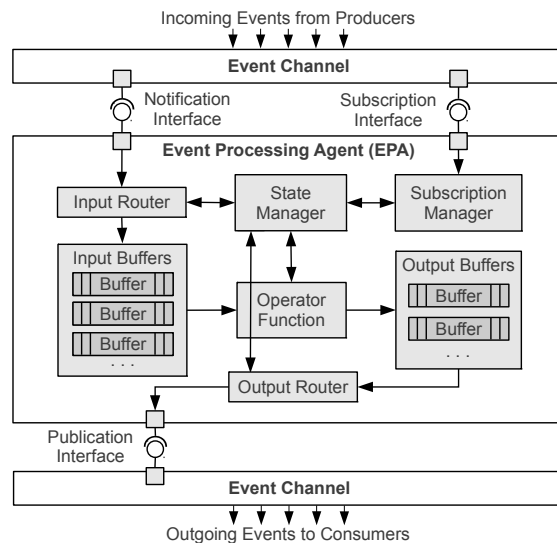 Incoming Events from Producers
Event Channel
Notification
Interface
Subscription
Interface
Event Processing Agent (EPA)
Input Router
State
Manager
Subscription
Manager
Input Buffers
Buffer
Buffer
Buffer
. . .
Operator
Function
Output Buffers
Buffer
Buffer
. . .
Output Router
Publication
Interface
Event Channel
Outgoing Events to Consumers